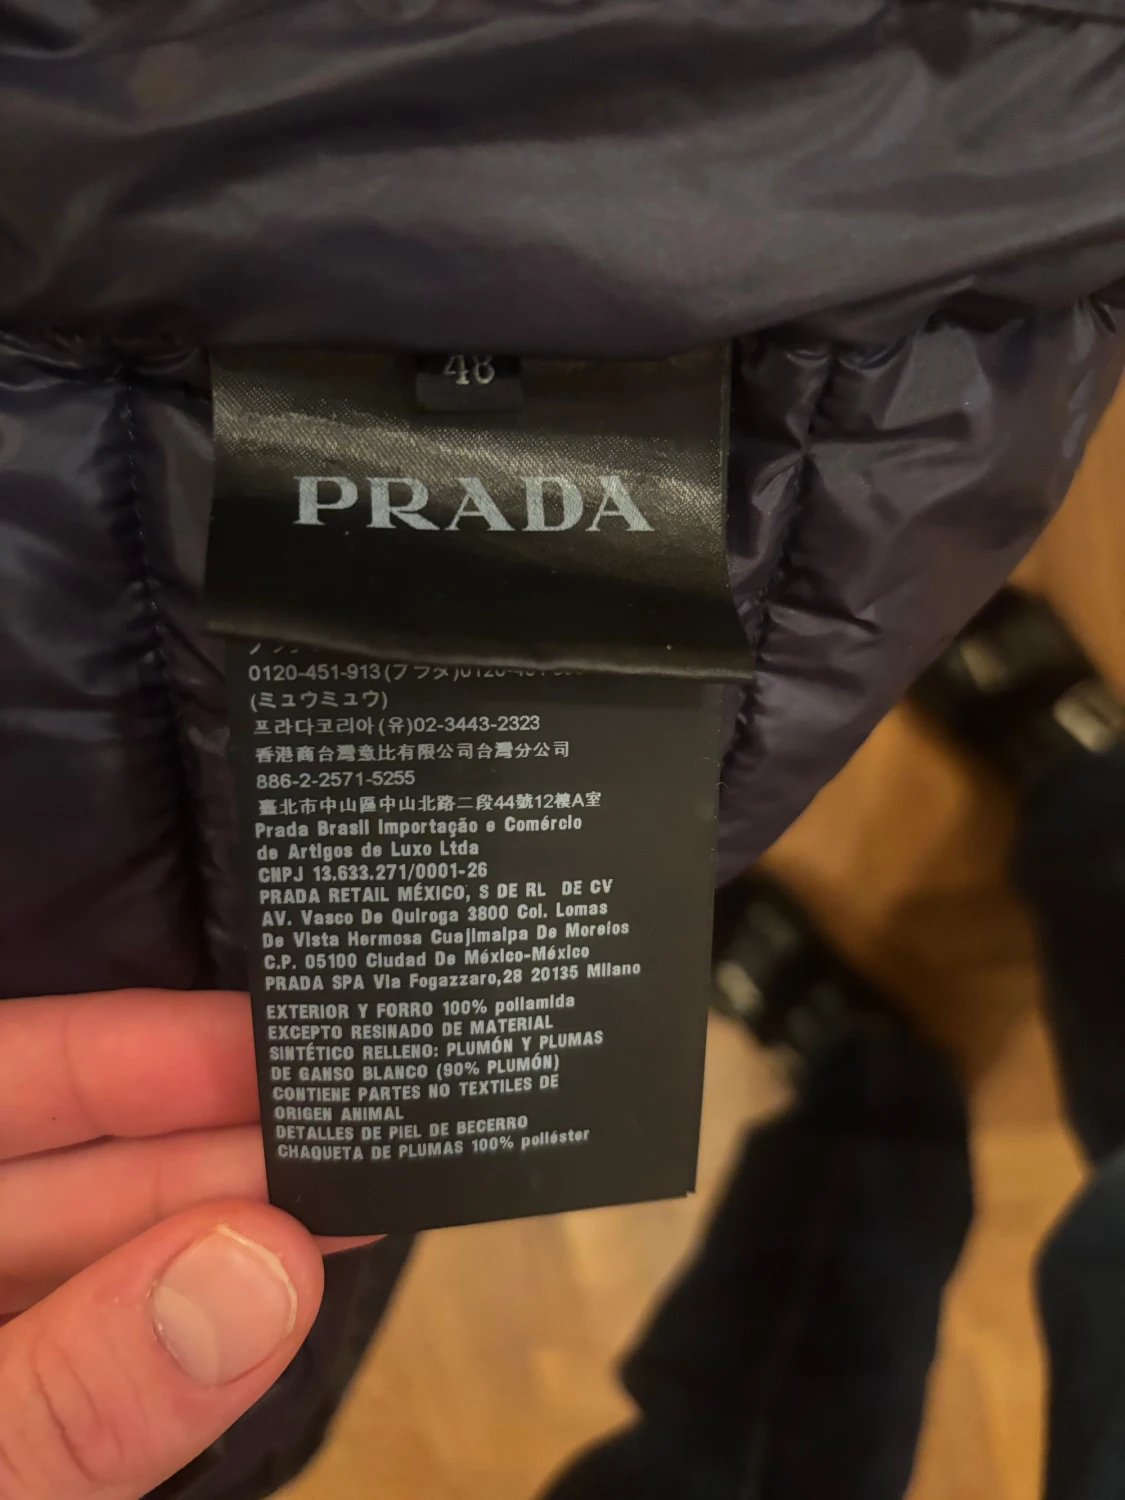 48
PRADA
0120-451-913(プラダ)0120-45
(ミュウミュウ)
프라다코리아(유)02-3443-2323
香港商台灣意比有限公司台灣分公司
886-2-2571-5255
臺北市中山區中山北路二段44號12樓A室
Prada Brasil Importação e Comércio
de Artigos de Luxo Ltda
CNPJ 13.633.271/0001-26
PRADA RETAIL MÉXICO, S DE RL DE CV
AV. Vasco De Quiroga 3800 Col. Lomas
De Vista Hermosa Cuajimalpa De Morelos
C.P. 05100 Ciudad De México-México
PRADA SPA Via Fogazzaro,28 20135 Milano
EXTERIOR Y FORRO 100% poliamida
EXCEPTO RESINADO DE MATERIAL
SINTÉTICO RELLENO: PLUMÓN Y PLUMAS
DE GANSO BLANCO (90% PLUMÓN)
CONTIENE PARTES NO TEXTILES DE
ORIGEN ANIMAL
DETALLES DE PIEL DE BECERRO
CHAQUETA DE PLUMAS 100% poliéster